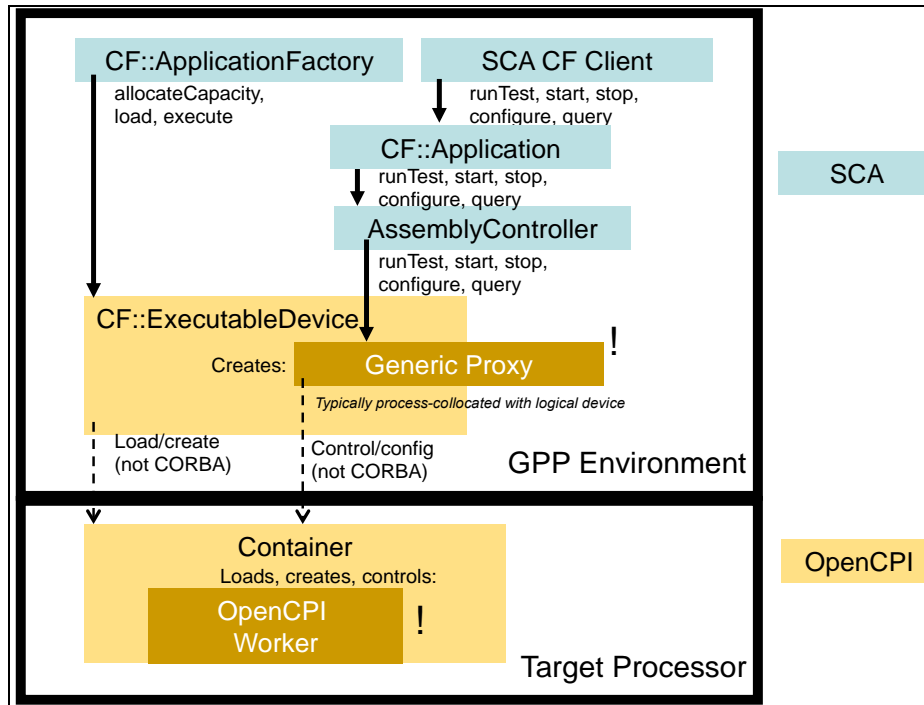 CF::ApplicationFactory
SCA CF Client
allocateCapacity,
load, execute
runTest, start, stop,
configure, query
CF::Application
SCA
runTest, start, stop,
configure, query
AssemblyController
runTest, start, stop,
configure, query
CF::ExecutableDevice
!
Creates:
Generic Proxy
Typically process-collocated with logical device
Load/create
(not CORBA)
Control/config
(not CORBA)
GPP Environment
Container
OpenCPI
Loads, creates, controls:
OpenCPI
Worker
!
Target Processor